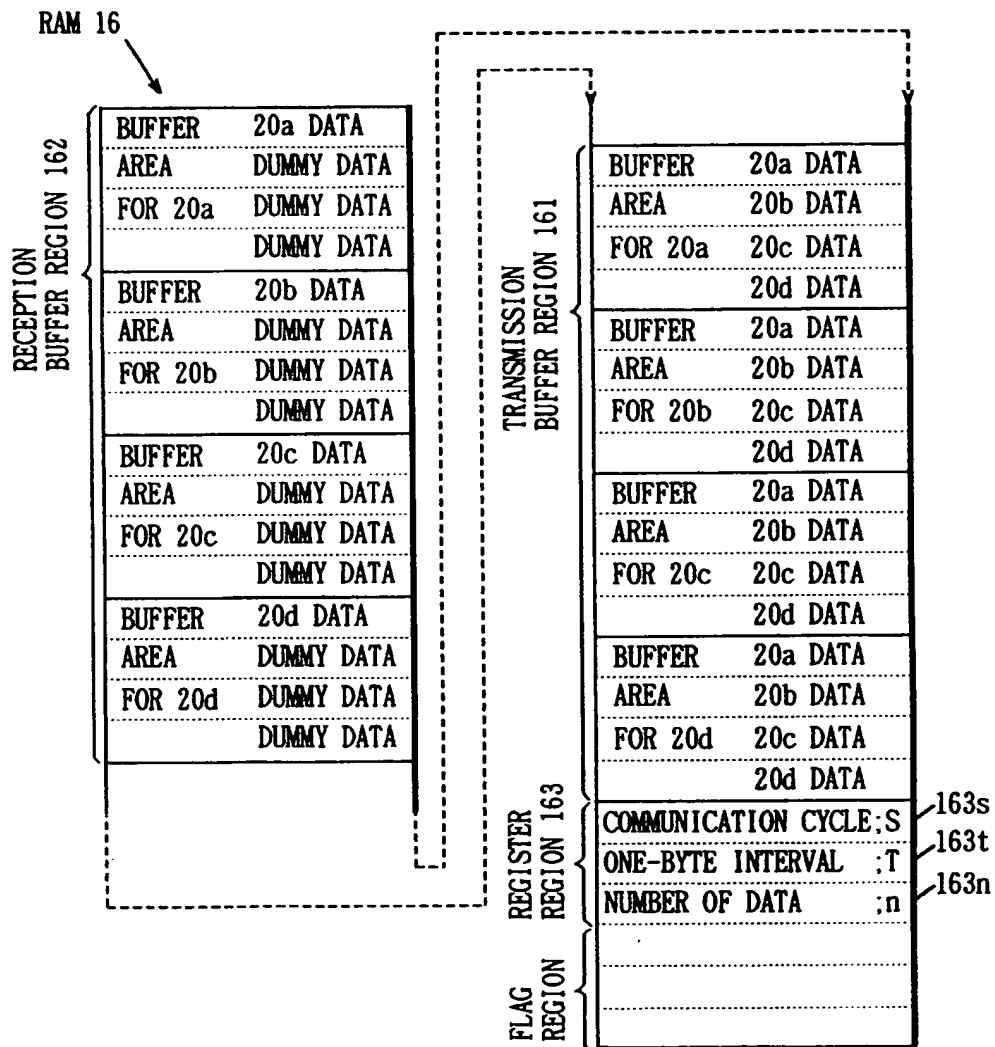 RAM 16
RECEPTION
BUFFER REGION 162
BUFFER 20a DATA
AREA DUMMY DATA
FOR 20a DUMMY DATA
DUMMY DATA
BUFFER 20b DATA
AREA DUMMY DATA
FOR 20b DUMMY DATA
DUMMY DATA
BUFFER 20c DATA
AREA DUMMY DATA
FOR 20c DUMMY DATA
DUMMY DATA
BUFFER 20d DATA
AREA DUMMY DATA
FOR 20d DUMMY DATA
DUMMY DATA
TRANSMISSION
BUFFER REGION 161
BUFFER 20a DATA
AREA 20b DATA
FOR 20a 20c DATA
20d DATA
BUFFER 20a DATA
AREA 20b DATA
FOR 20b 20c DATA
20d DATA
BUFFER 20a DATA
AREA 20b DATA
FOR 20c 20c DATA
20d DATA
BUFFER 20a DATA
AREA 20b DATA
FOR 20d 20c DATA
20d DATA
REGISTER
REGION 163
COMMUNICATION CYCLE;S 163s
ONE-BYTE INTERVAL ;T 163t
NUMBER OF DATA ;n 163n
FLAG
REGION